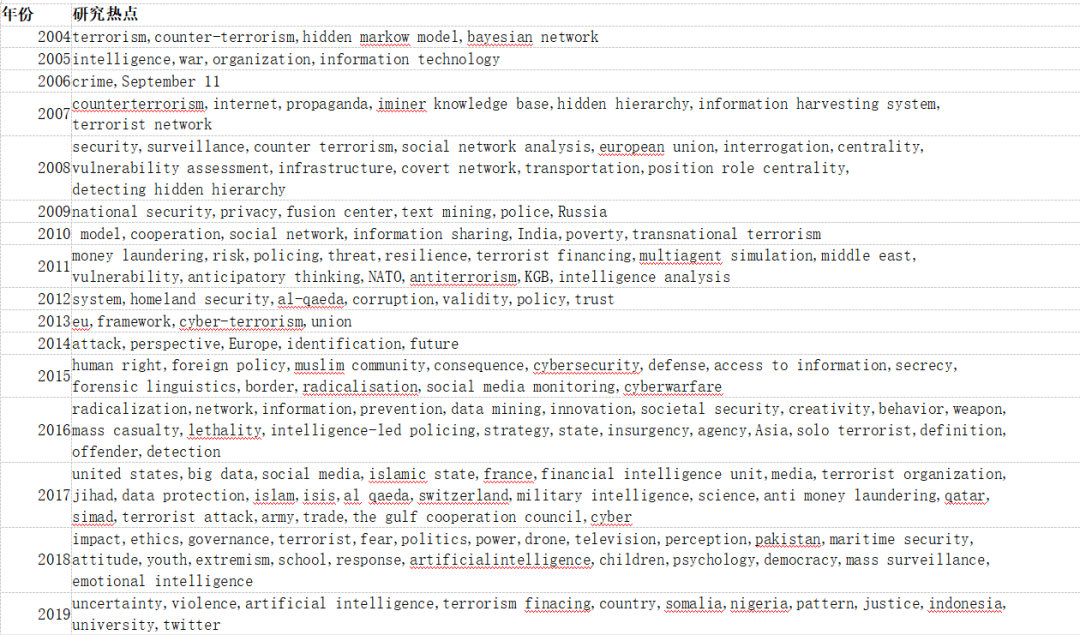 年份 研究热点
2004 terrorism,counter-terrorism,hidden markow model,bayesian network
2005 intelligence,war,organization,information technology
2006 crime,September 11
2007 counterterrorism,internet,propaganda,iminer knowledge base,hidden hierarchy,information harvesting system,
terrorist network
2008 security,surveillance,counter terrorism,social network analysis,european union,interrogation,centrality,
vulnerability assessment,infrastructure,covert network,transportation,position role centrality,
detecting hidden hierarchy
2009 national security,privacy,fusion center,text mining,police,Russia
2010 model,cooperation,social network,information sharing,India,poverty,transnational terrorism
2011 money laundering,risk,policing,threat,resilience,terrorist financing,multiagent simulation,middle east,
vulnerability,anticipatory thinking,NATO,antiterrorism,KGB,intelligence analysis
2012 system,homeland security,al-qaeda,corruption,validity,policy,trust
2013 eu,framework,cyber-terrorism,union
2014 attack,perspective,Europe,identification,future
2015 human right,foreign policy,muslim community,consequence,cybersecurity,defense,access to information,secrecy,
forensic linguistics,border,radicalisation,social media monitoring,cyberwarfare
2016 radicalization,network,information,prevention,data mining,innovation,societal security,creativity,behavior,weapon,
mass casualty,lethality,intelligence-led policing,strategy,state,insurgency,agency,Asia,solo terrorist,definition,
offender,detection
2017 united states,big data,social media,islamic state,france,financial intelligence unit,media,terrorist organization,
jihad,data protection,islam,isis,al qaeda,switzerland,military intelligence,science,anti money laundering,qatar,
simad,terrorist attack,army,trade,the gulf cooperation council,cyber
2018 impact,ethics,governance,terrorist,fear,politics,power,drone,television,perception,pakistan,maritime security,
attitude,youth,extremism,school,response,artificialintelligence,children,psychology,democracy,mass surveillance,
emotional intelligence
2019 uncertainty,violence,artificial intelligence,terrorism finacing,country,somalia,nigeria,pattern,justice,indonesia,
university,twitter